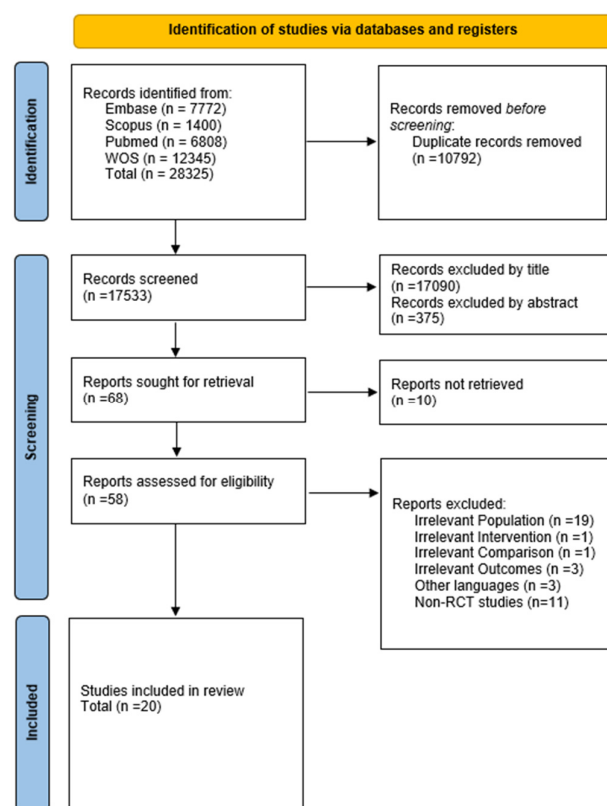 Identification of studies via databases and registers
Identification
Records identified from:
Embase (n = 7772)
Scopus (n = 1400)
Pubmed (n = 6808)
WOS (n = 12345)
Total (n = 28325)
Records removed before
screening:
Duplicate records removed
(n =10792)
Screening
Records screened
(n =17533)
Records excluded by title
(n =17090)
Records excluded by abstract
(n =375)
Reports sought for retrieval
(n =68)
Reports not retrieved
(n =10)
Reports assessed for eligibility
(n =58)
Reports excluded:
Irrelevant Population (n =19)
Irrelevant Intervention (n =1)
Irrelevant Comparison (n =1)
Irrelevant Outcomes (n =3)
Other languages (n =3)
Non-RCT studies (n=11)
Included
Studies included in review
Total (n =20)